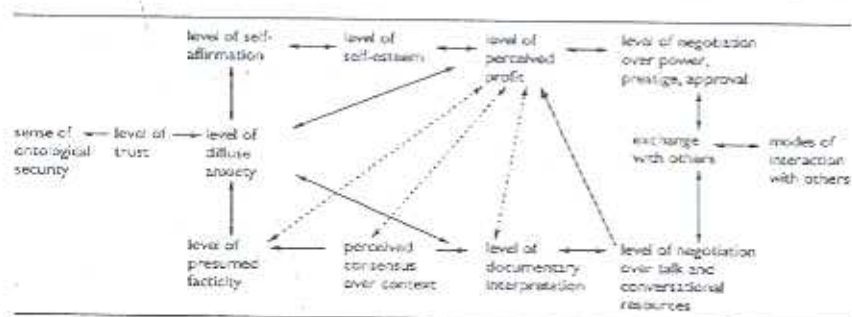 level of self-
affirmation
level of
self-esteem
level of
perceived
profit
level of negotiation
over power,
prestige, approval
sense of
ontological
security
level of
trust
level of
diffuse
anxiety
exchange
with others
modes of
interaction
with others
level of
presumed
facticity
perceived
consensus
over context
level of
documentary
interpretation
level of negotiation
over talk and
conversational
resources